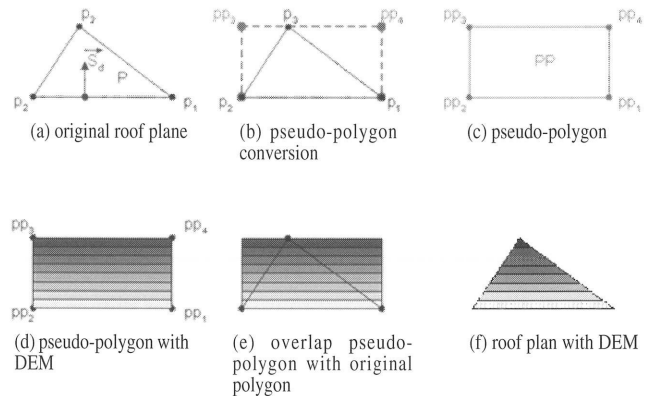 p₂
S_d
P
p₂
p₁
(a) original roof plane
pp₃
p₃
pp₄
p₂
p₁
(b) pseudo-polygon
conversion
pp₃
pp₄
PP
pp₂
pp₁
(c) pseudo-polygon
pp₃
pp₄
pp₂
pp₁
(d) pseudo-polygon with
DEM
(e) overlap pseudo-
polygon with original
polygon
(f) roof plan with DEM